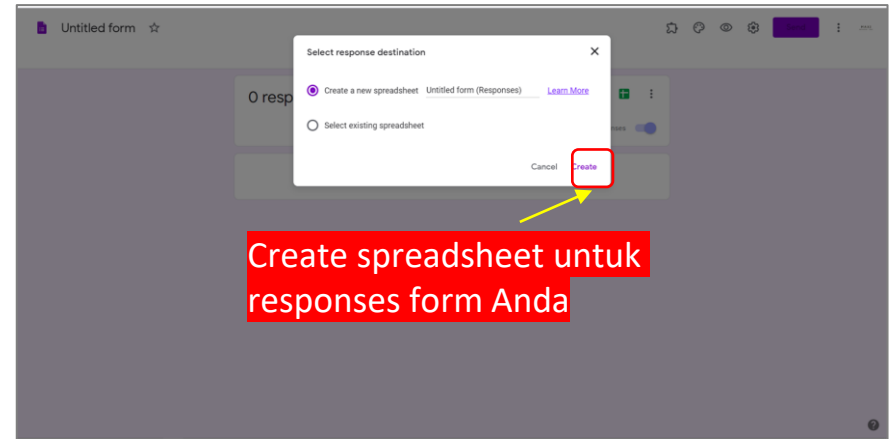 Untitled form
Select response destination
0 resp
Create a new spreadsheet Untitled form (Responses) Learn More
Select existing spreadsheet
Cancel Create
Create spreadsheet untuk
responses form Anda